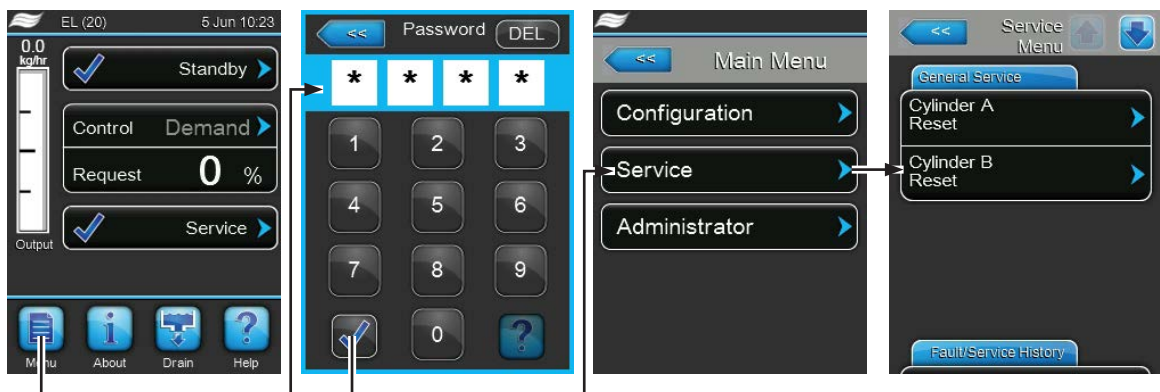 EL (20) 5 Jun 10:23
0.0
kg/hr
Standby
Control Demand
Request 0 %
Service
Output
Menu About Drain Help
<< Password DEL
* * * *
1 2 3
4 5 6
7 8 9
0 ?
<< Main Menu
Configuration
Service
Administrator
<< Service
Menu
General Service
Cylinder A
Reset
Cylinder B
Reset
Fault/Service History